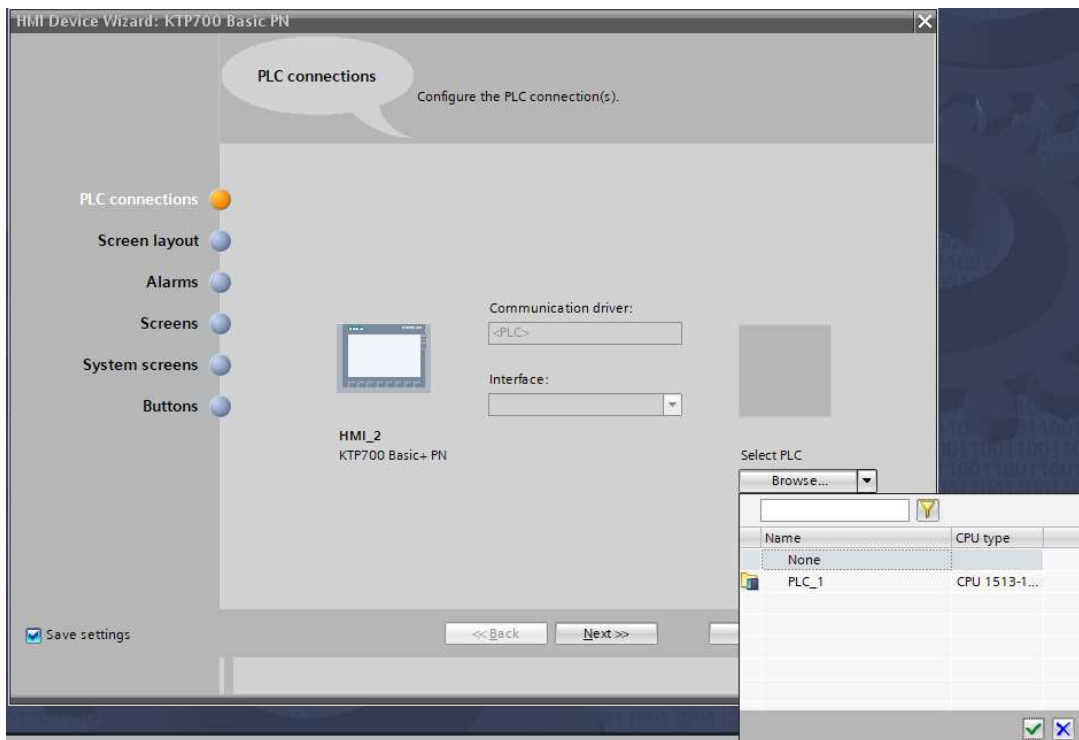 HMI Device Wizard: KTP700 Basic PN
PLC connections
Configure the PLC connection(s).
PLC connections
Screen layout
Alarms
Screens
System screens
Buttons
Communication driver:
<PLC>
Interface:
HMI_2
KTP700 Basic+ PN
Select PLC
Browse...
Name CPU type
None
PLC_1 CPU 1513-1...
Save settings
<<Back Next>>